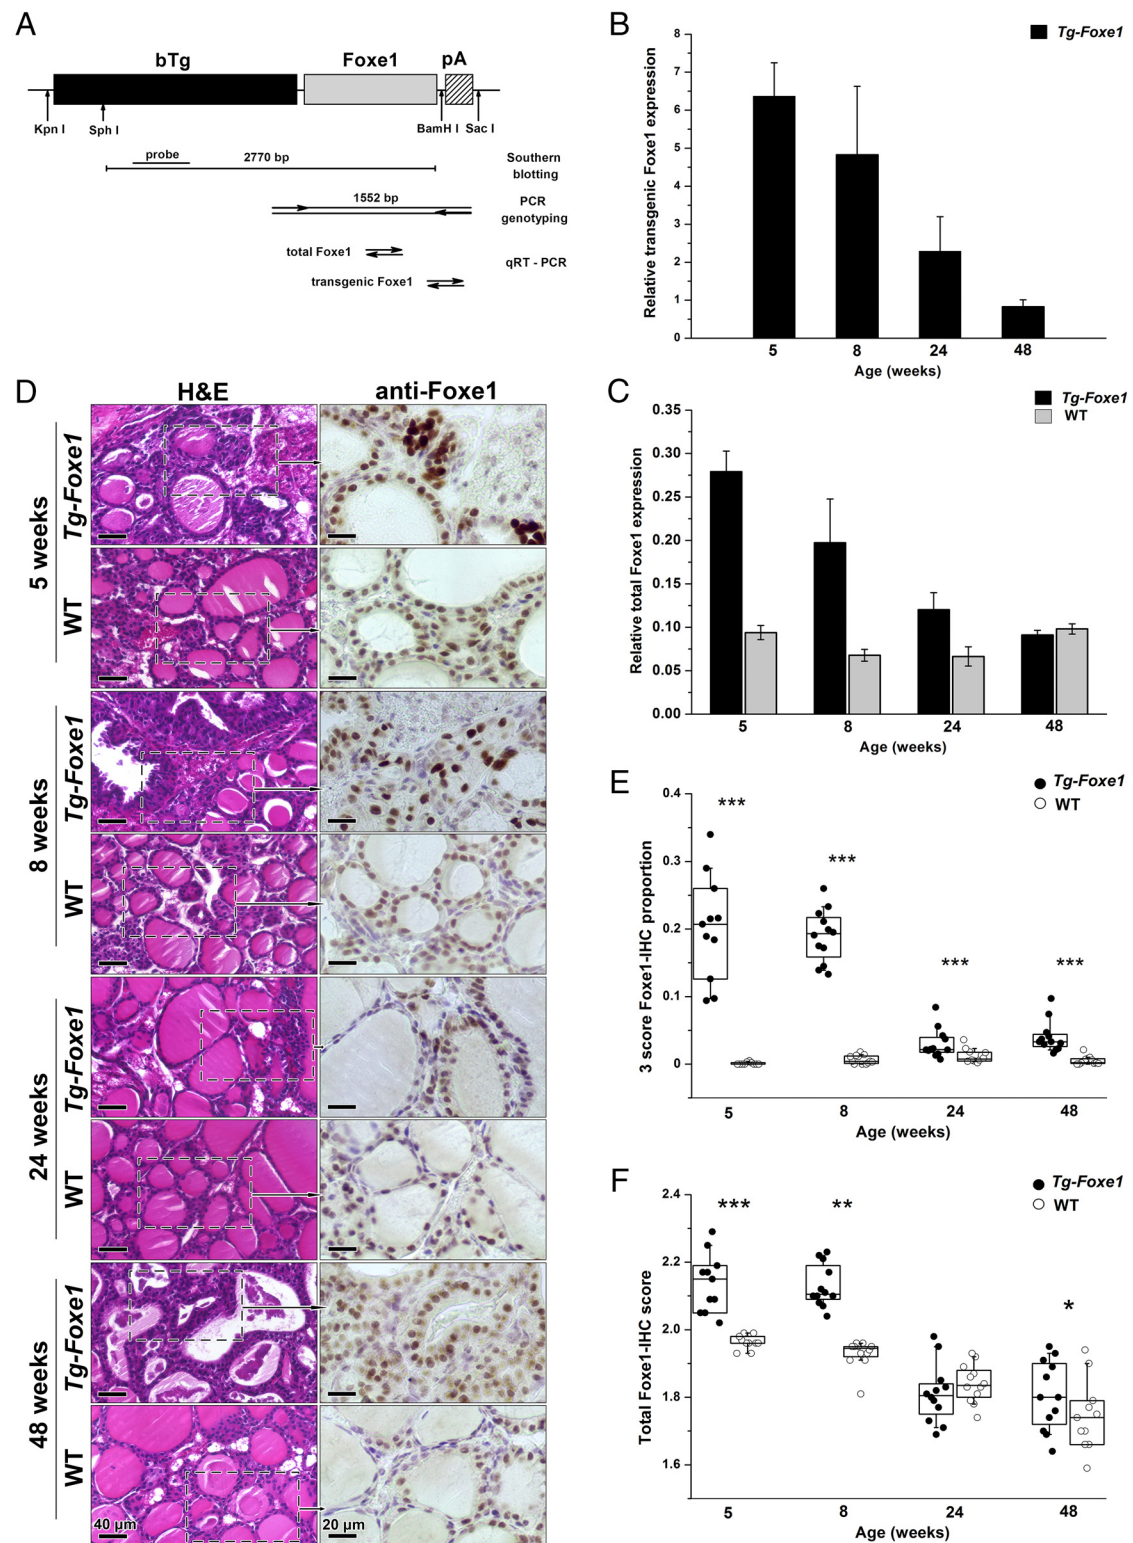 A
bTg
Foxe1
pA
Kpn I
Sph I
BamH I
Sac I
probe
2770 bp
Southern
blotting
1552 bp
PCR
genotyping
total Foxe1
qRT - PCR
transgenic Foxe1
B
Tg-Foxe1
Relative transgenic Foxe1 expression
8
7
6
5
4
3
2
1
0
5 8 24 48
Age (weeks)
C
Tg-Foxe1
WT
Relative total Foxe1 expression
0.35
0.30
0.25
0.20
0.15
0.10
0.05
0.00
5 8 24 48
Age (weeks)
D
H&E
anti-Foxe1
5 weeks
Tg-Foxe1
WT
8 weeks
Tg-Foxe1
WT
24 weeks
Tg-Foxe1
WT
48 weeks
Tg-Foxe1
WT
40 µm
20 µm
E
Tg-Foxe1
WT
3 score Foxe1-IHC proportion
0.4
0.3
0.2
0.1
0
***
***
***
***
5 8 24 48
Age (weeks)
F
Tg-Foxe1
WT
Total Foxe1-IHC score
2.4
2.2
2.0
1.8
1.6
***
**
*
5 8 24 48
Age (weeks)